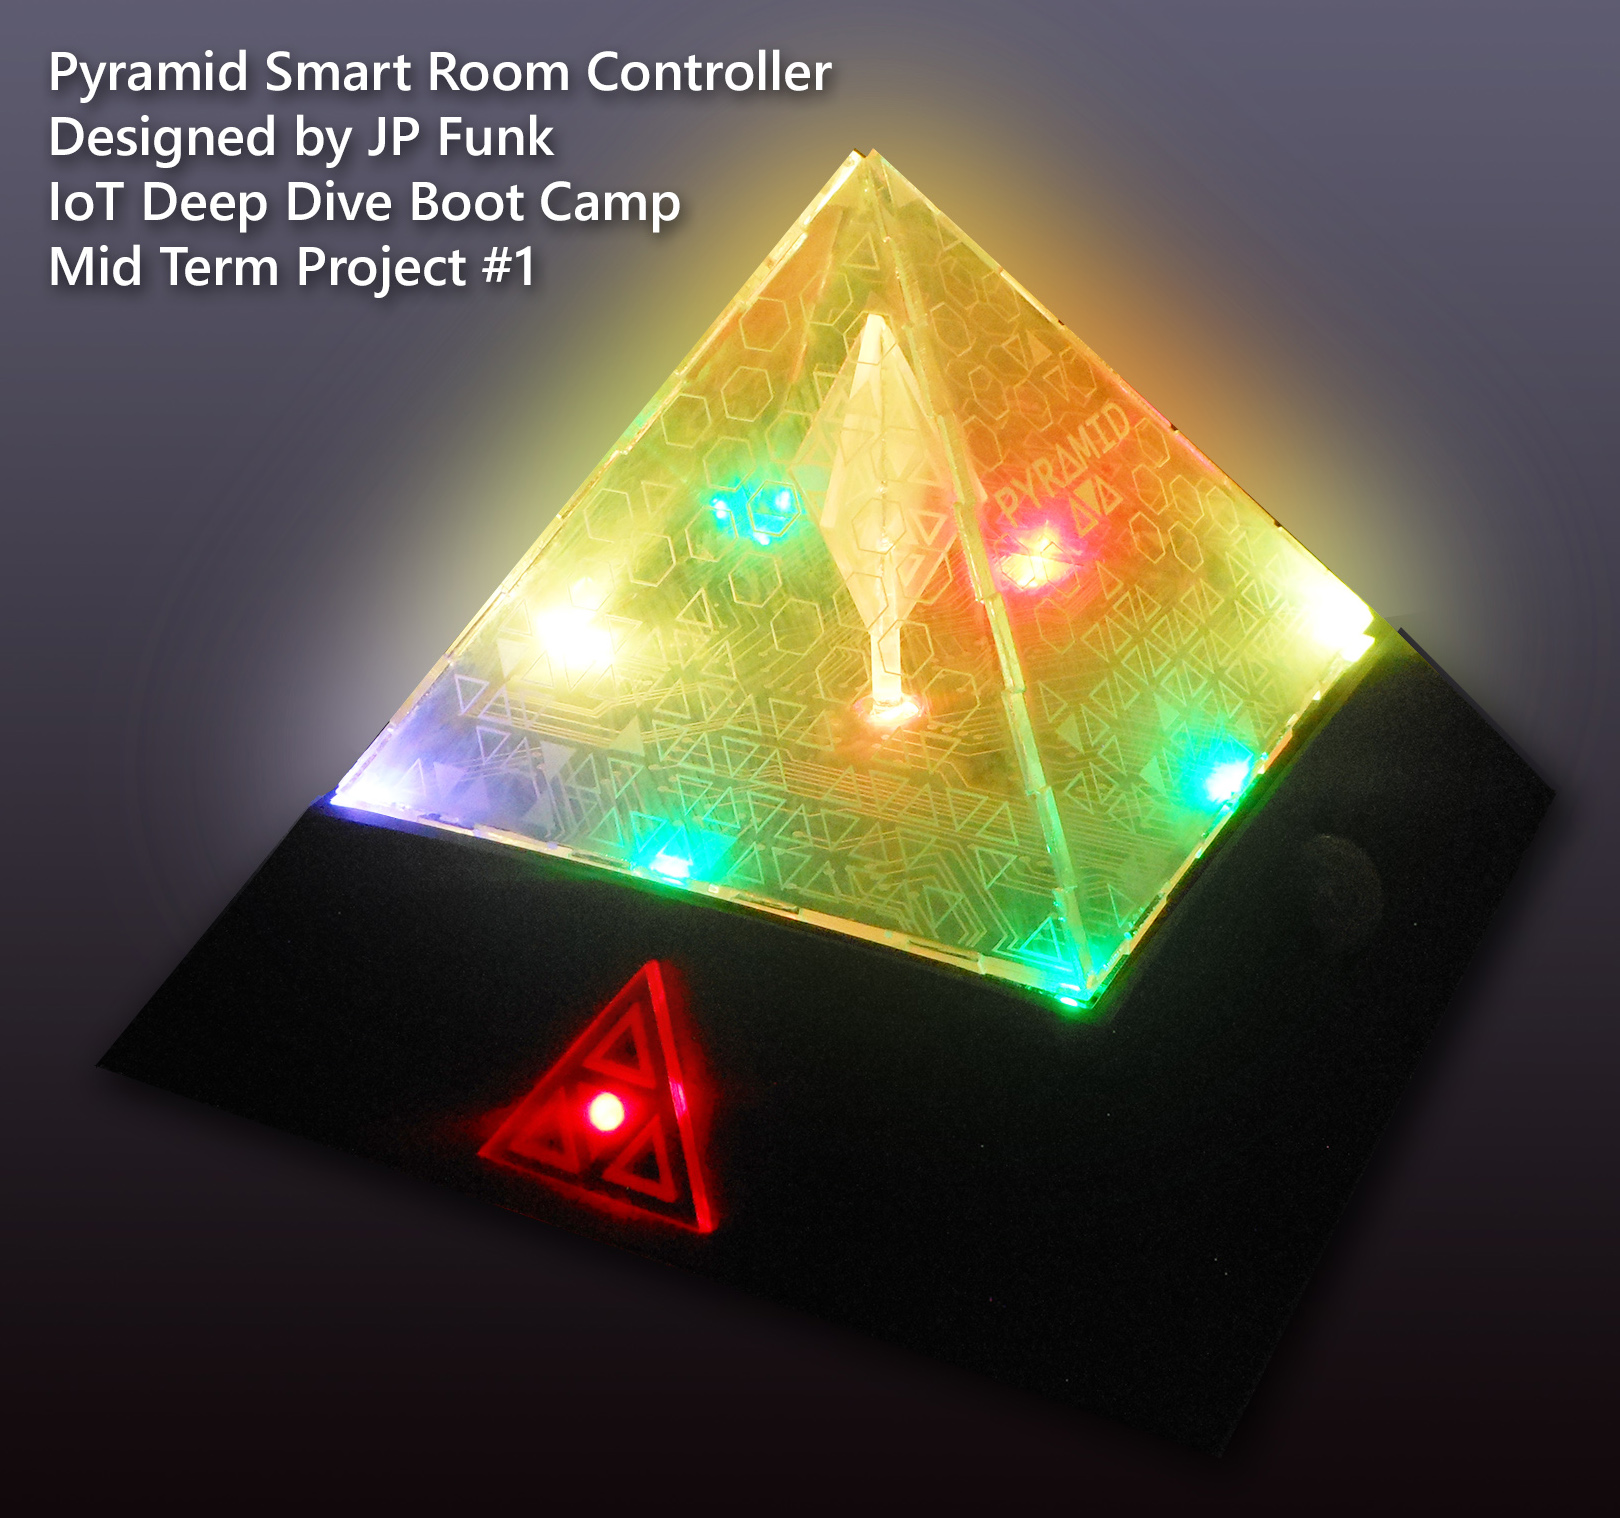 Pyramid Smart Room Controller
Designed by JP Funk
IoT Deep Dive Boot Camp
Mid Term Project #1
PYRAMID